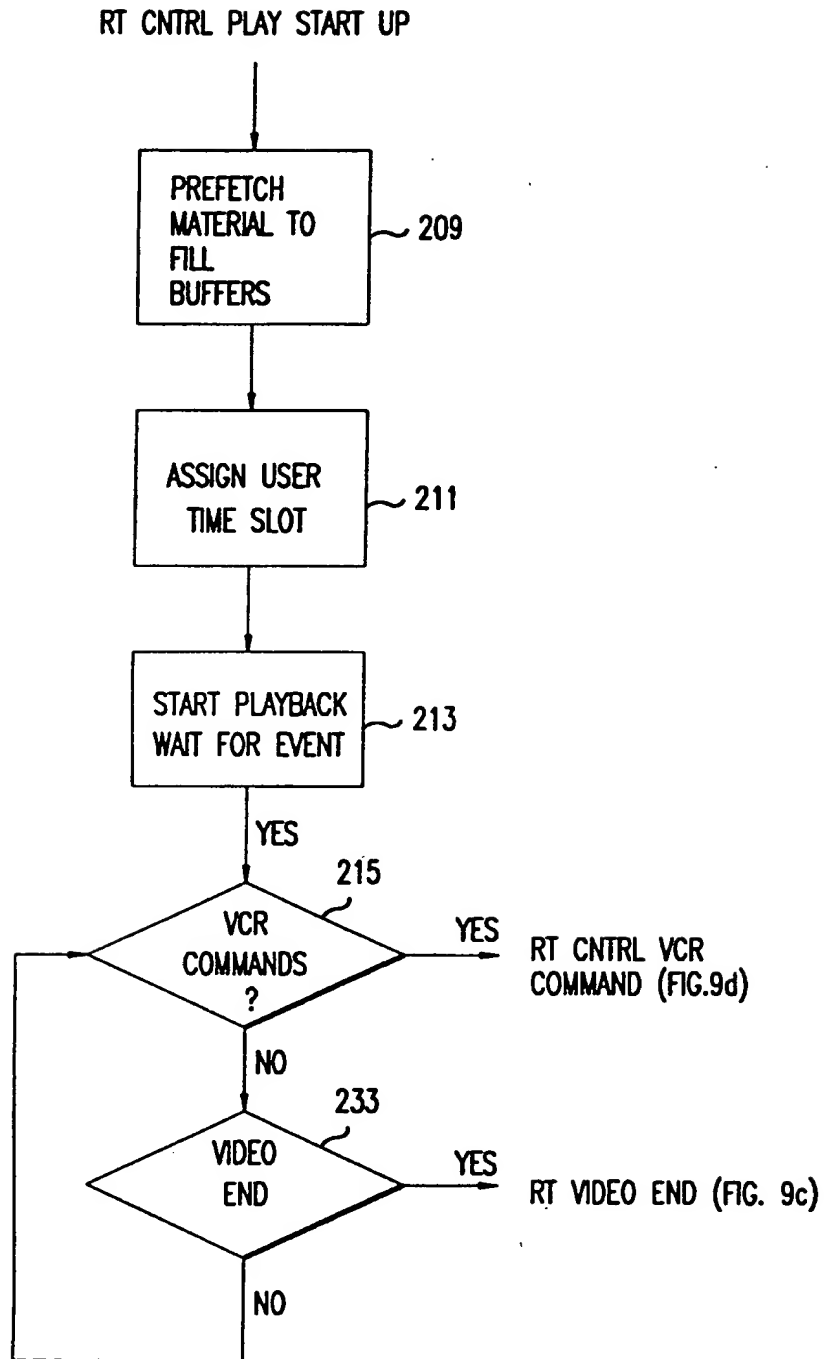 RT CNTRL PLAY START UP
PREFETCH
MATERIAL TO
FILL
BUFFERS
209
ASSIGN USER
TIME SLOT
211
START PLAYBACK
WAIT FOR EVENT
213
YES
215
VCR
COMMANDS
?
YES
RT CNTRL VCR
COMMAND (FIG.9d)
NO
233
VIDEO
END
YES
RT VIDEO END (FIG. 9c)
NO